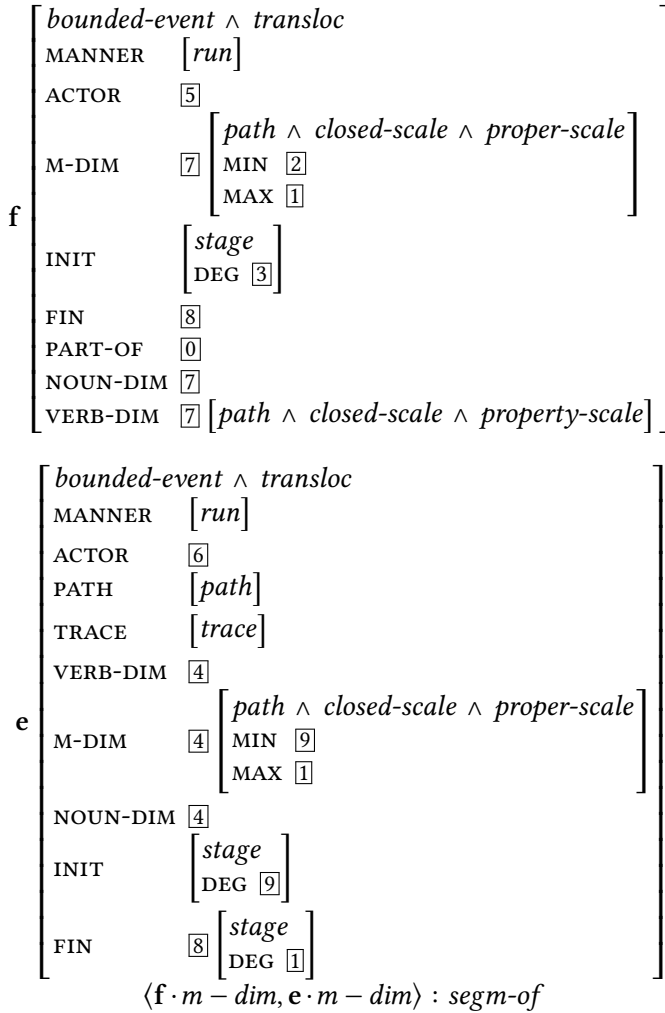 bounded-event ∧ transloc
MANNER [run]
ACTOR 5
path ∧ closed-scale ∧ proper-scale
M-DIM 7 MIN 2
MAX 1
f
stage
INIT DEG 3
FIN 8
PART-OF 0
NOUN-DIM 7
VERB-DIM 7 [path ∧ closed-scale ∧ property-scale]
bounded-event ∧ transloc
MANNER [run]
ACTOR 6
PATH [path]
TRACE [trace]
VERB-DIM 4
path ∧ closed-scale ∧ proper-scale
e M-DIM 4 MIN 9
MAX 1
NOUN-DIM 4
stage
INIT DEG 9
stage
FIN 8 DEG 1
⟨f · m − dim, e · m − dim⟩ : segm-of